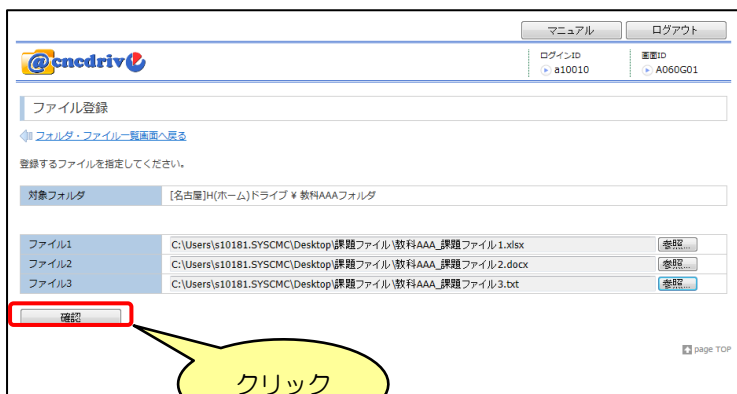 マニュアル ログアウト
@cncdrive
ログインID 画面ID
a10010 A060G01
ファイル登録
フォルダ・ファイル一覧画面へ戻る
登録するファイルを指定してください。
対象フォルダ [名古屋]H(ホーム)ドライブ ¥ 教科AAAフォルダ
ファイル1 C:\Users\s10181.SYSCMC\Desktop\課題ファイル\教科AAA_課題ファイル1.xlsx 参照...
ファイル2 C:\Users\s10181.SYSCMC\Desktop\課題ファイル\教科AAA_課題ファイル2.docx 参照...
ファイル3 C:\Users\s10181.SYSCMC\Desktop\課題ファイル\教科AAA_課題ファイル3.txt 参照...
確認
page TOP
クリック